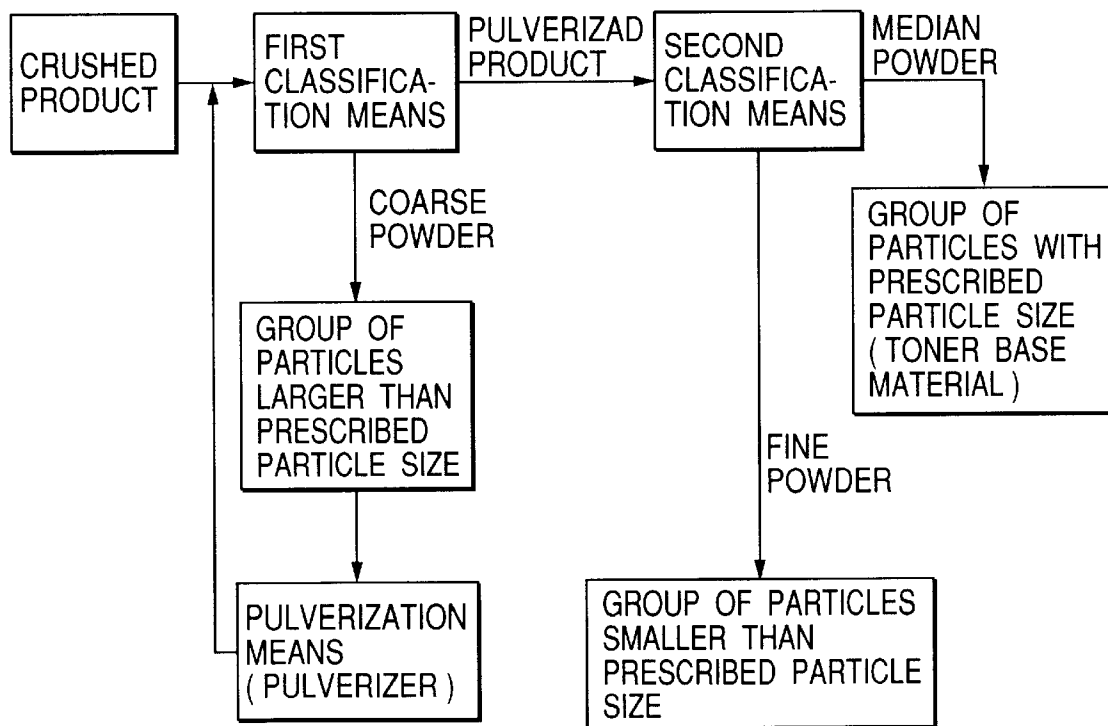 CRUSHED
PRODUCT
FIRST
CLASSIFICA-
TION MEANS
PULVERIZAD
PRODUCT
SECOND
CLASSIFICA-
TION MEANS
MEDIAN
POWDER
COARSE
POWDER
GROUP OF
PARTICLES WITH
PRESCRIBED
PARTICLE SIZE
( TONER BASE
MATERIAL )
GROUP OF
PARTICLES
LARGER THAN
PRESCRIBED
PARTICLE SIZE
FINE
POWDER
PULVERIZATION
MEANS
( PULVERIZER )
GROUP OF PARTICLES
SMALLER THAN
PRESCRIBED PARTICLE
SIZE